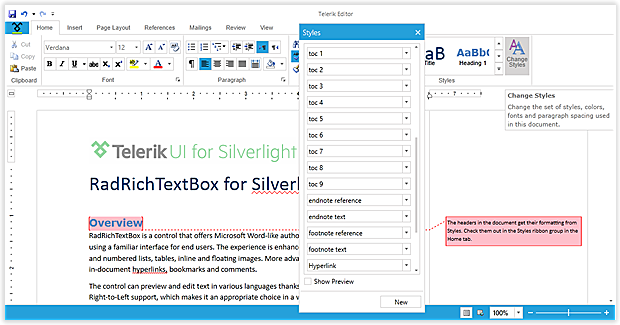 Telerik Editor
Home Insert Page Layout References Mailings Review View
Cut
Copy
Paste
Paste
Clipboard
Verdana 12
Font
Paragraph
AaBb
Title
AaBbC
Heading 1
Change
Styles
Styles
Change Styles
Change the set of styles, colors,
fonts and paragraph spacing used
in this document.
Styles
toc 1
toc 2
toc 3
toc 4
toc 5
toc 6
toc 7
toc 8
toc 9
endnote reference
endnote text
footnote reference
footnote text
Hyperlink
Show Preview
New
Telerik UI for Silverlight
RadRichTextBox for Silverl
Overview
RadRichTextBox is a control that offers Microsoft Word-like autho
using a familiar interface for end users. The experience is enhance
and numbered lists, tables, inline and floating images. More adva
in-document hyperlinks, bookmarks and comments.
The control can preview and edit text in various languages thanks
Right-to-Left support, which makes it an appropriate choice in a v
The headers in the document get their formatting from
Styles. Check them out in the Styles ribbon group in the
Home tab.
100%